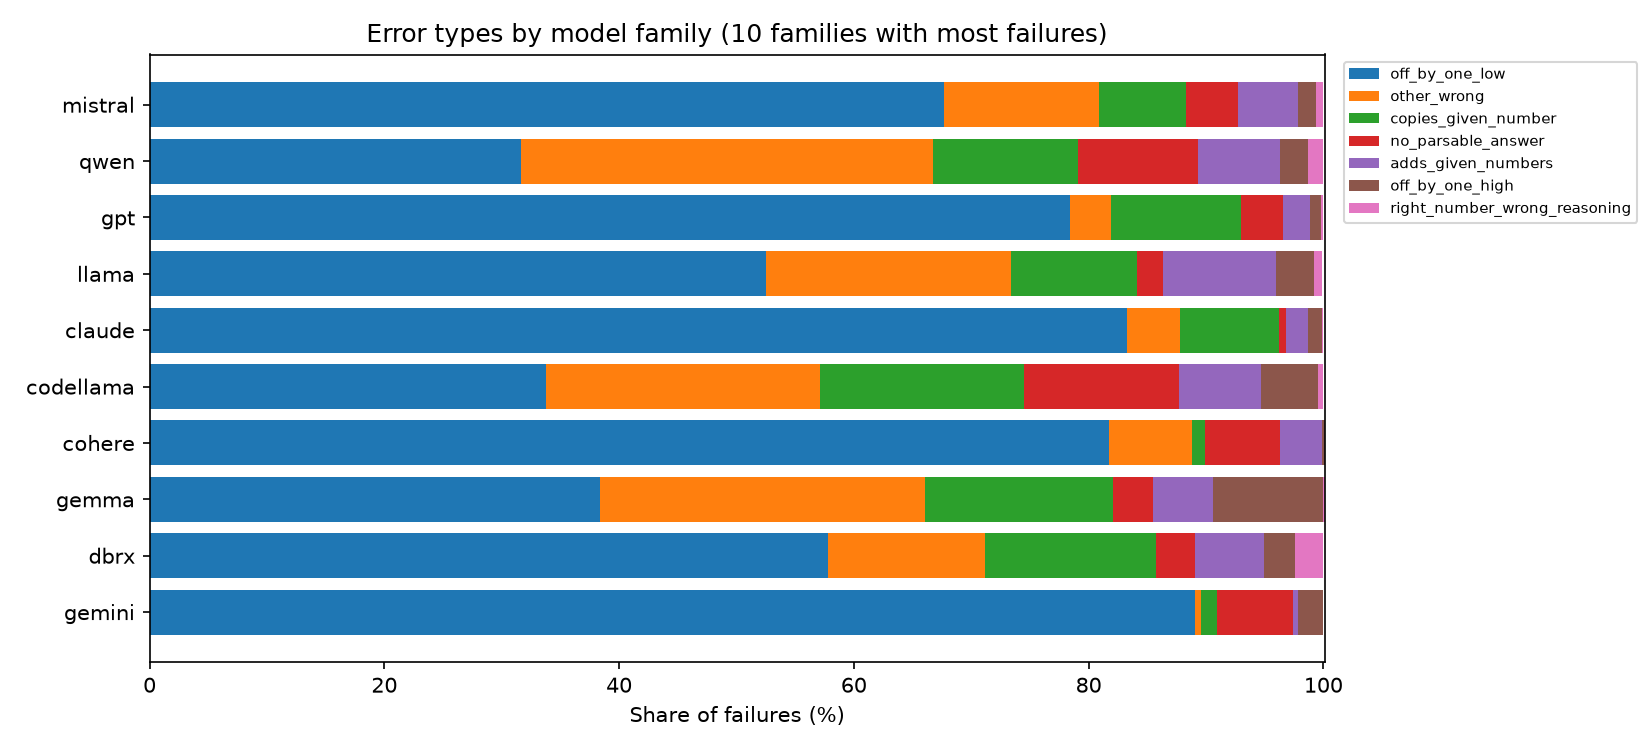 Error types by model family (10 families with most failures)
mistral
qwen
gpt
llama
claude
codellama
cohere
gemma
dbrx
gemini
0 20 40 60 80 100
Share of failures (%)
off_by_one_low
other_wrong
copies_given_number
no_parsable_answer
adds_given_numbers
off_by_one_high
right_number_wrong_reasoning